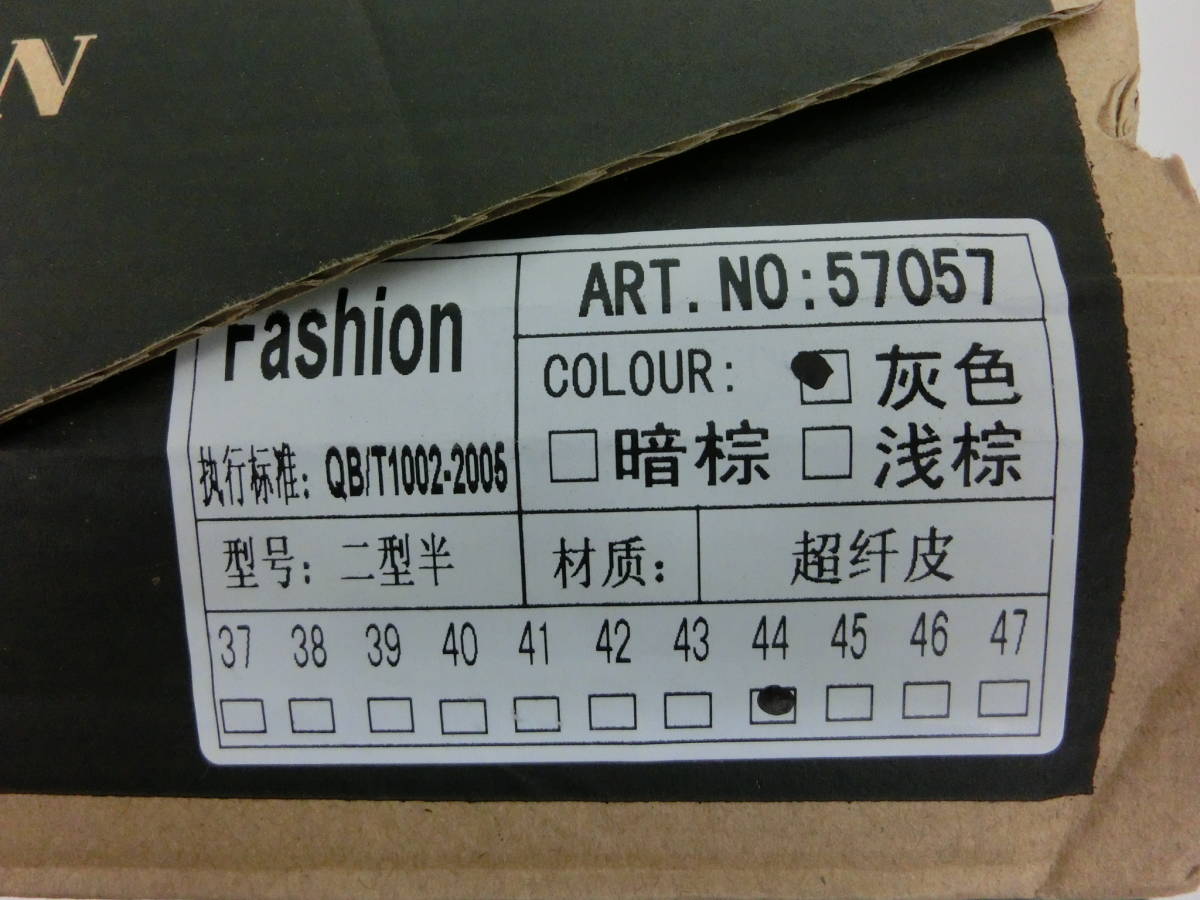 Fashion
ART.NO:57057
COLOUR: 灰色
暗棕 浅棕
执行标准: QB/T1002-2005
型号: 二型半 材质: 超纤皮
37 38 39 40 41 42 43 44 45 46 47